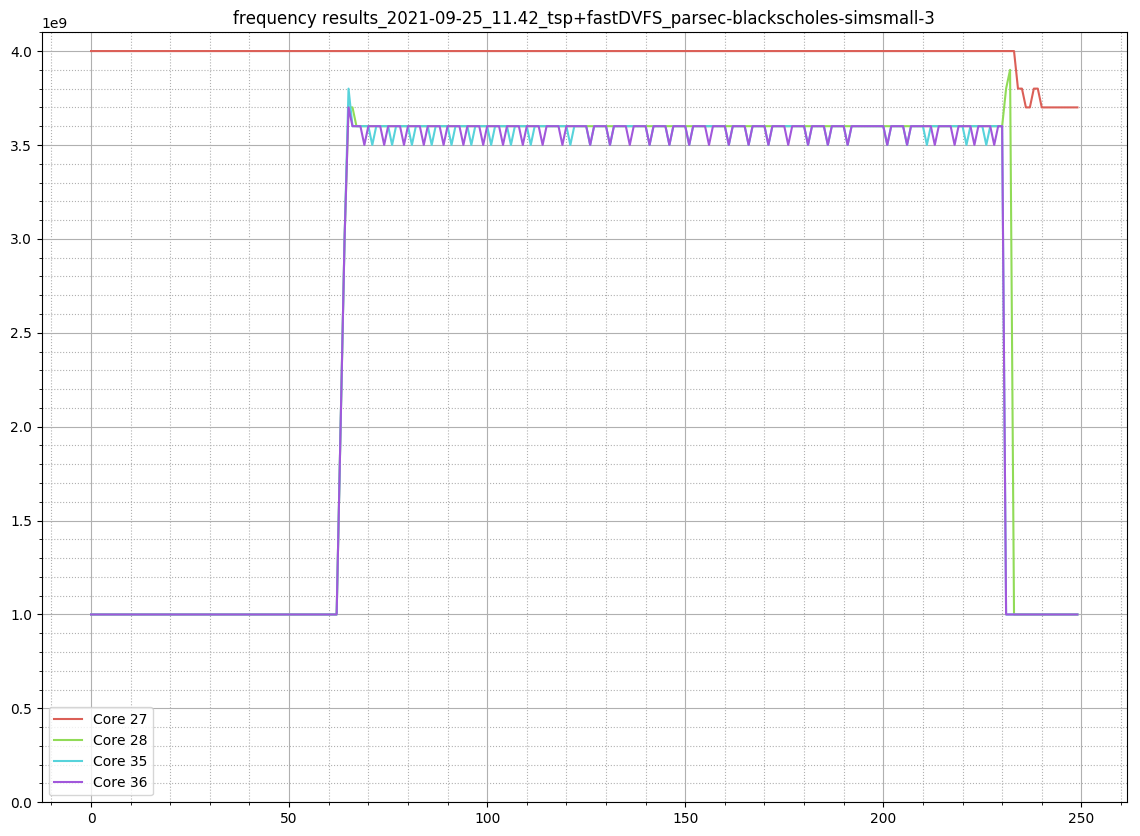 frequency results_2021-09-25_11.42_tsp+fastDVFS_parsec-blackscholes-simsmall-3
1e9
4.0
3.5
3.0
2.5
2.0
1.5
1.0
0.5
0.0
Core 27
Core 28
Core 35
Core 36
0 50 100 150 200 250